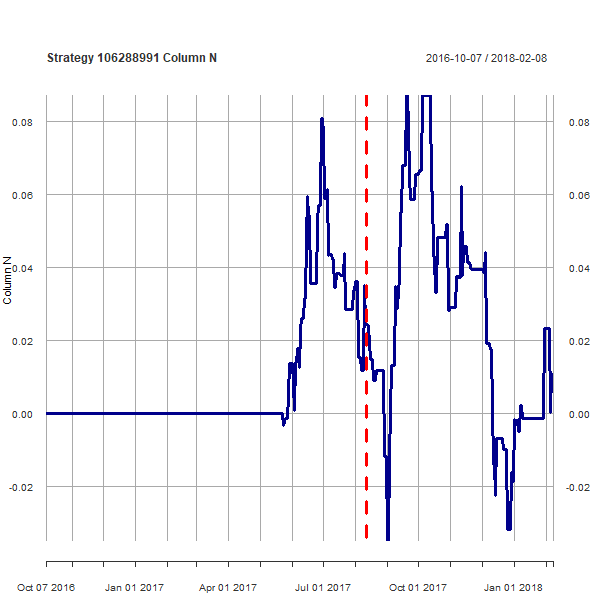 Strategy 106288991 Column N
2016-10-07 / 2018-02-08
0.08
0.08
0.06
0.06
0.04
0.04
Column N
0.02
0.02
0.00
0.00
-0.02
-0.02
Oct 07 2016
Jan 01 2017
Apr 01 2017
Jul 01 2017
Oct 01 2017
Jan 01 2018